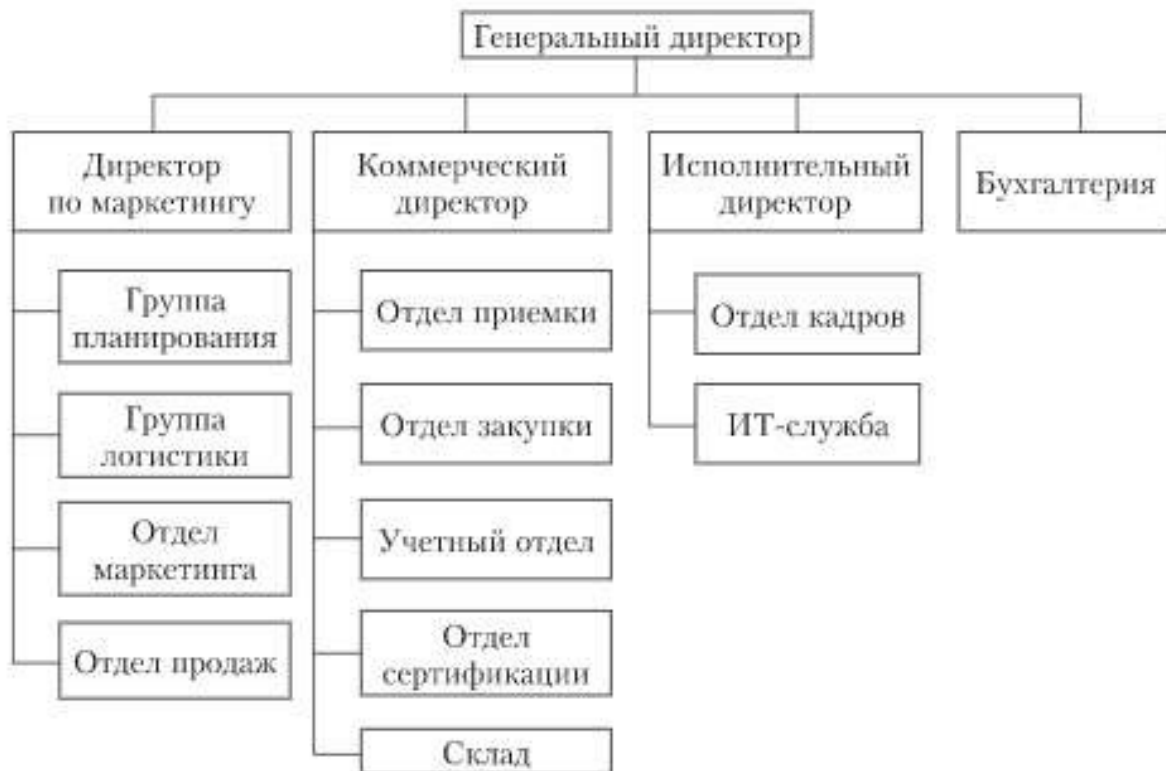 Генеральный директор
Директор
по маркетингу
Коммерческий
директор
Исполнительный
директор
Бухгалтерия
Группа
планирования
Группа
логистики
Отдел
маркетинга
Отдел продаж
Отдел приемки
Отдел закупки
Учетный отдел
Отдел
сертификации
Склад
Отдел кадров
ИТ-служба